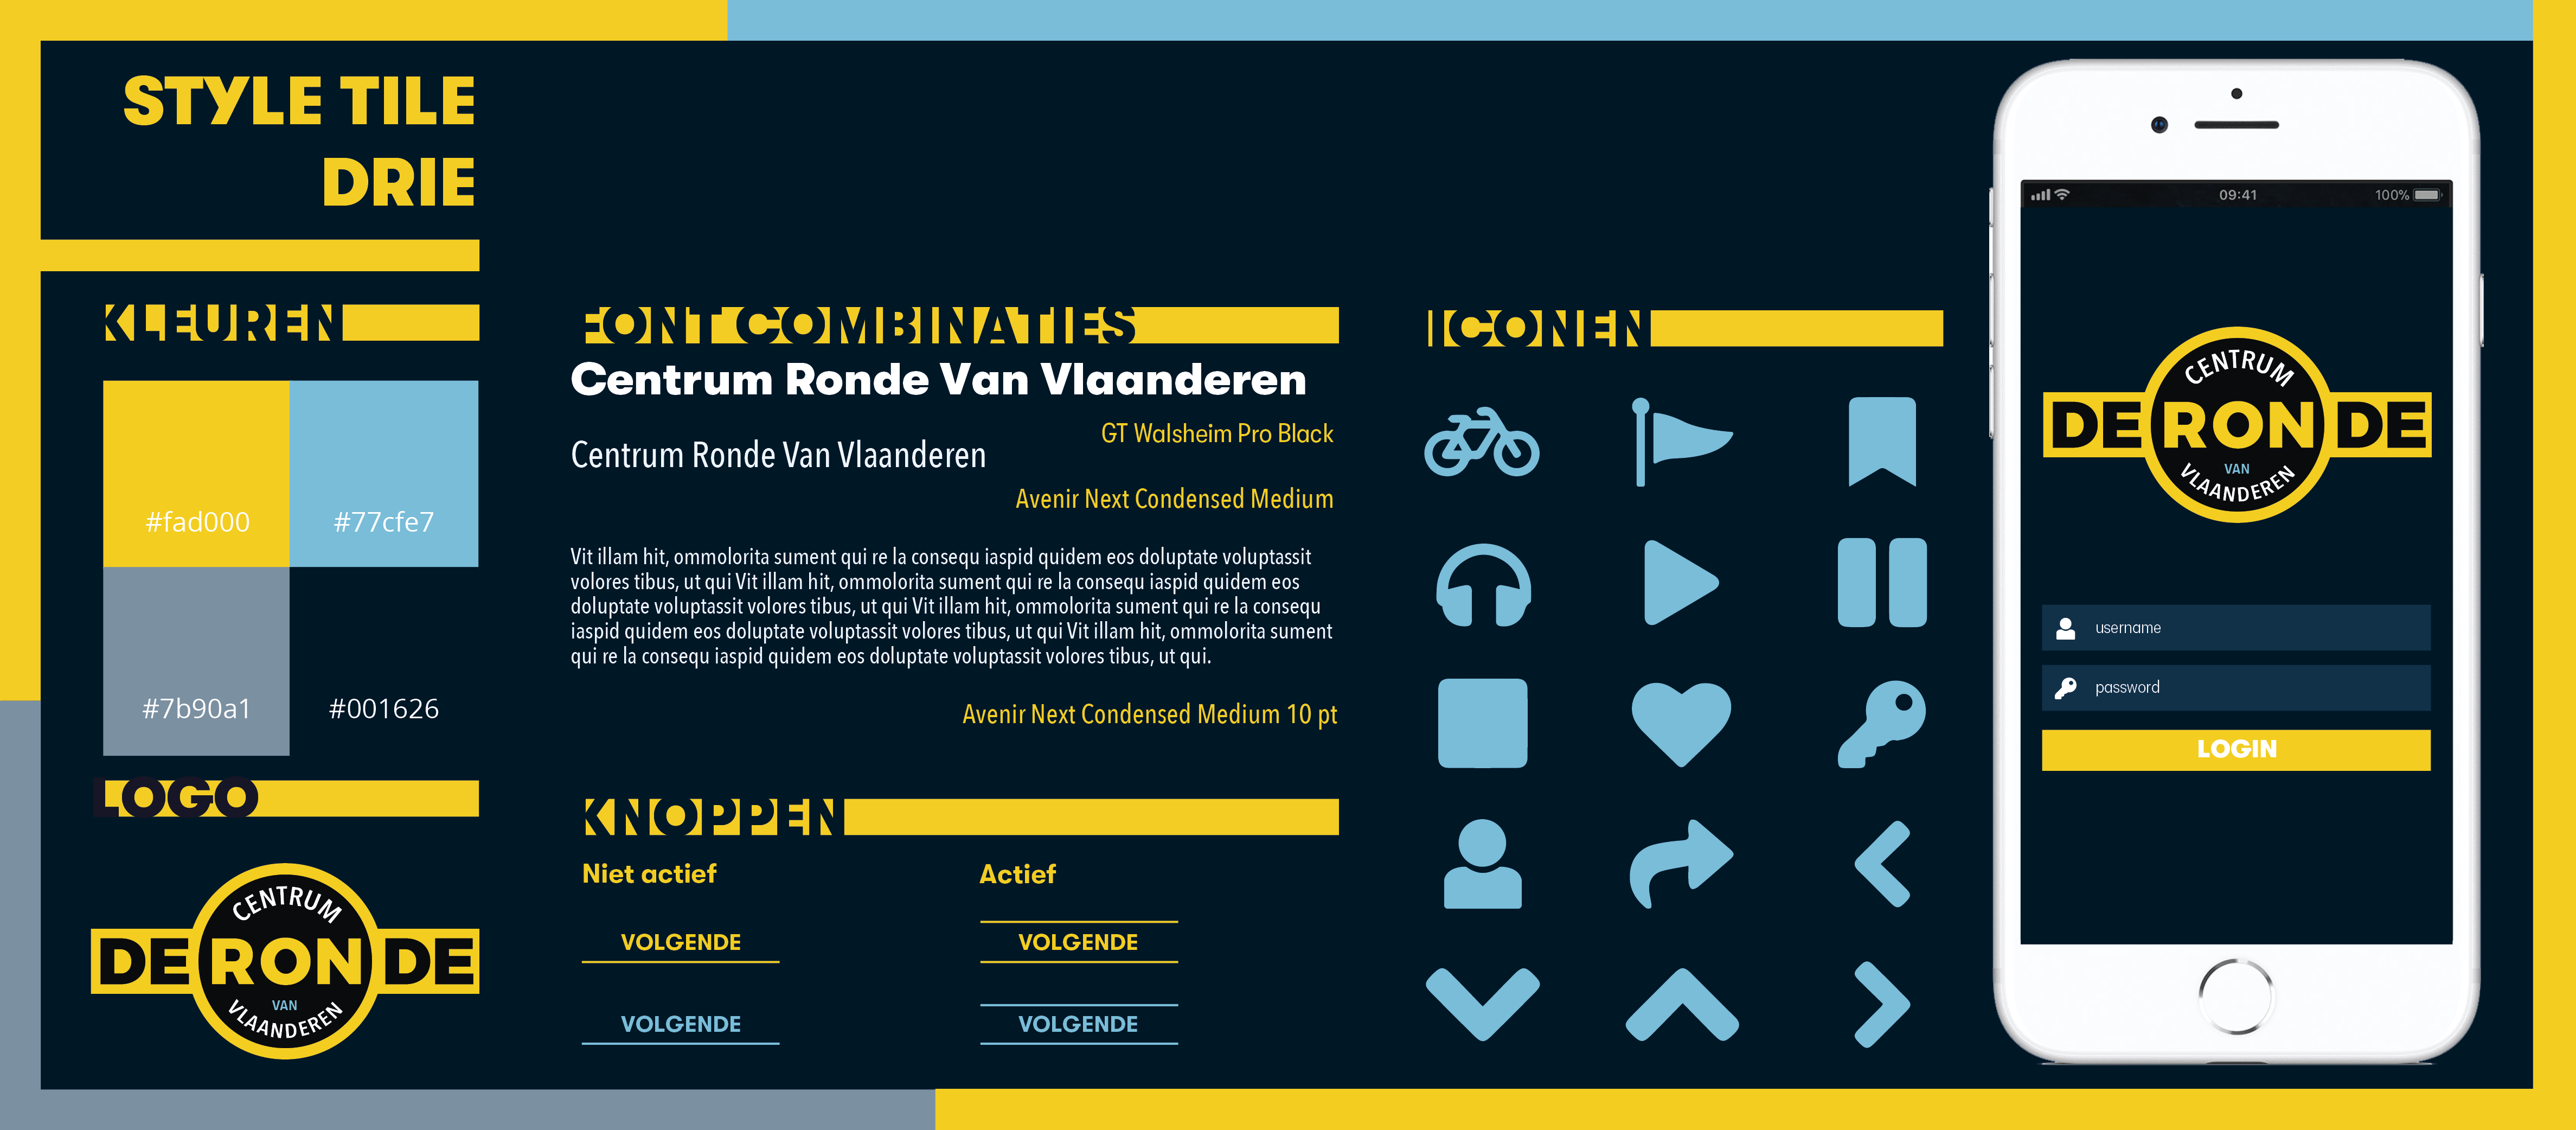 STYLE TILE
DRIE
KLEUREN
#fad000
#77cfe7
#7b90a1
#001626
LOGO
CENTRUM
DE RON DE
VAN
VLAANDEREN
FONT COMBINATIES
Centrum Ronde Van Vlaanderen
GT Walsheim Pro Black
Centrum Ronde Van Vlaanderen
Avenir Next Condensed Medium
Vit illam hit, ommolorita sument qui re la consequ iaspid quidem eos doluptate voluptassit
volores tibus, ut qui Vit illam hit, ommolorita sument qui re la consequ iaspid quidem eos
doluptate voluptassit volores tibus, ut qui Vit illam hit, ommolorita sument qui re la consequ
iaspid quidem eos doluptate voluptassit volores tibus, ut qui Vit illam hit, ommolorita sument
qui re la consequ iaspid quidem eos doluptate voluptassit volores tibus, ut qui.
Avenir Next Condensed Medium 10 pt
KNOPPEN
Niet actief
Actief
VOLGENDE
VOLGENDE
VOLGENDE
VOLGENDE
ICONEN
09:41
100%
CENTRUM
DE RON DE
VAN
VLAANDEREN
username
password
LOGIN